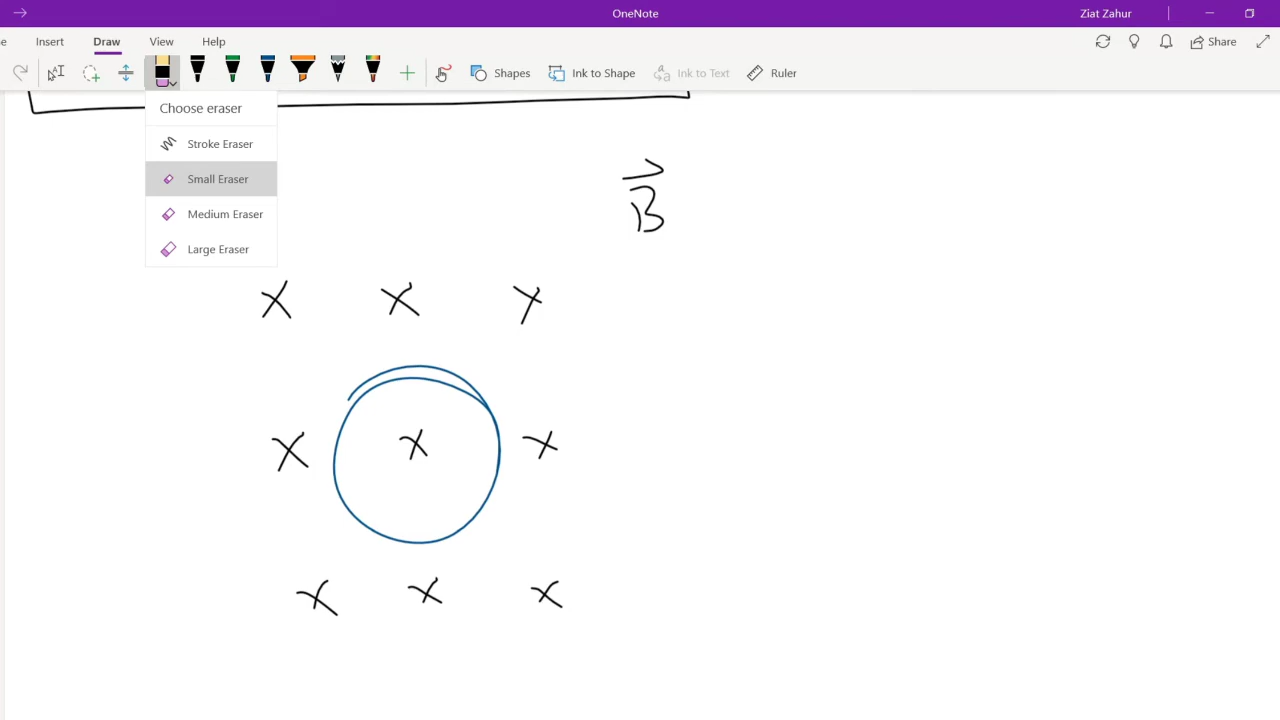 OneNote
Ziat Zahur
Insert Draw View Help
Share
Shapes
Ink to Shape
Ink to Text
Ruler
Choose eraser
Stroke Eraser
Small Eraser
Medium Eraser
Large Eraser
B
X X X
X X X
X X X